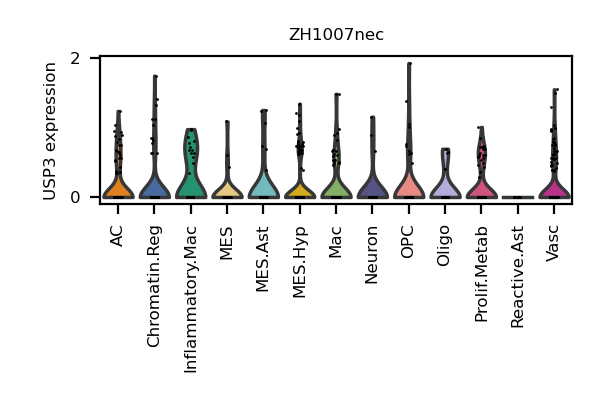 ZH1007nec
USP3 expression
2
0
AC
Chromatin.Reg
Inflammatory.Mac
MES
MES.Ast
MES.Hyp
Mac
Neuron
OPC
Oligo
Prolif.Metab
Reactive.Ast
Vasc